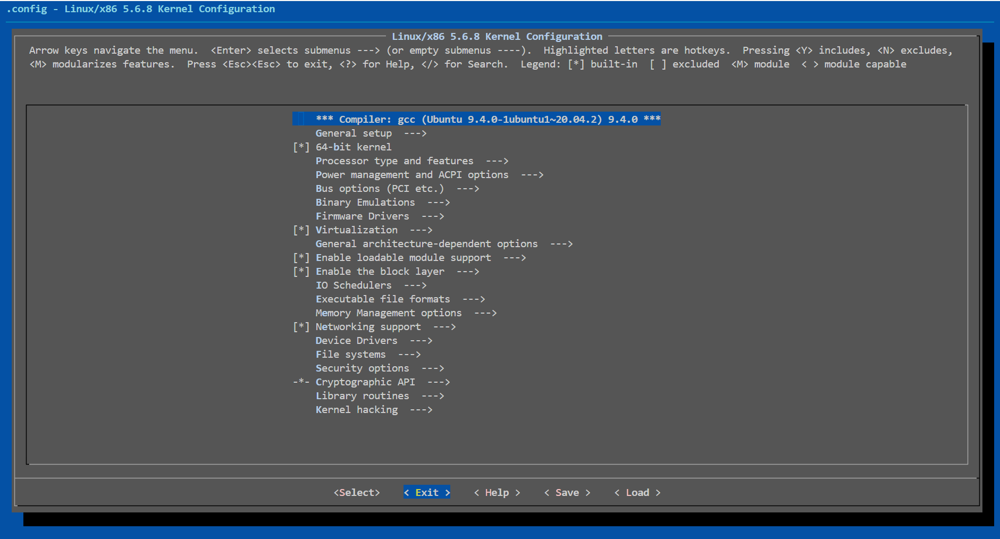 .config - Linux/x86 5.6.8 Kernel Configuration
Linux/x86 5.6.8 Kernel Configuration
Arrow keys navigate the menu.  <Enter> selects submenus ---> (or empty submenus ----).  Highlighted letters are hotkeys.  Pressing <Y> includes, <N> excludes,
<M> modularizes features.  Press <Esc><Esc> to exit, <?> for Help, </> for Search.  Legend: [*] built-in  [ ] excluded  <M> module  < > module capable
*** Compiler: gcc (Ubuntu 9.4.0-1ubuntu1~20.04.2) 9.4.0 ***
General setup  --->
[*] 64-bit kernel
Processor type and features  --->
Power management and ACPI options  --->
Bus options (PCI etc.)  --->
Binary Emulations  --->
Firmware Drivers  --->
[*] Virtualization  --->
General architecture-dependent options  --->
[*] Enable loadable module support  --->
[*] Enable the block layer  --->
IO Schedulers  --->
Executable file formats  --->
Memory Management options  --->
[*] Networking support  --->
Device Drivers  --->
File systems  --->
Security options  --->
-*- Cryptographic API  --->
Library routines  --->
Kernel hacking  --->
<Select>    < Exit >    < Help >    < Save >    < Load >